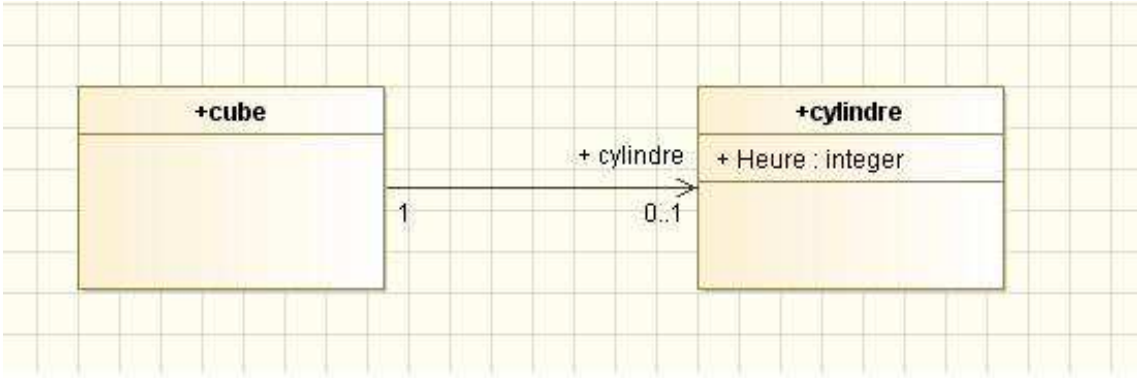 +cube
+cylindre
+ cylindre
+ Heure : integer
1
0..1